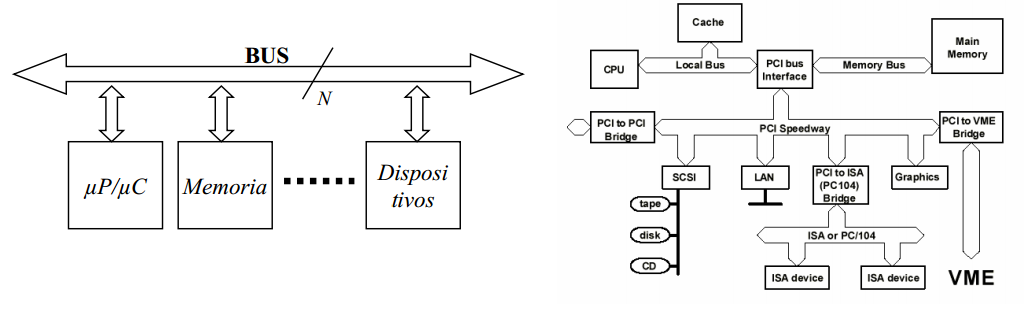 BUS
N
µP/µC
Memoria
Disposi
tivos
Cache
CPU
Local Bus
PCI bus
Interface
Memory Bus
Main
Memory
PCI to PCI
Bridge
PCI Speedway
PCI to VME
Bridge
SCSI
LAN
PCI to ISA
(PC104)
Bridge
Graphics
tape
disk
CD
ISA or PC/104
ISA device
ISA device
VME